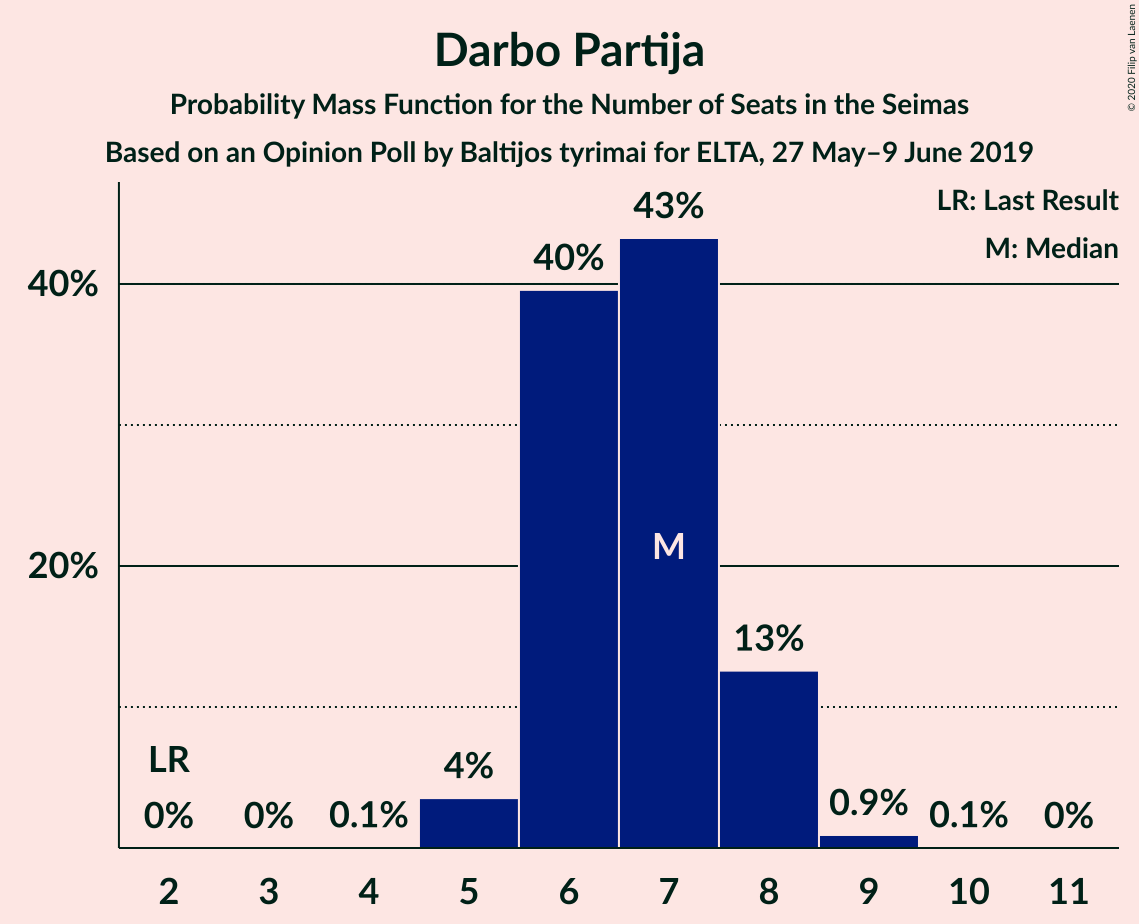 Darbo Partija
Probability Mass Function for the Number of Seats in the Seimas
Based on an Opinion Poll by Baltijos tyrimai for ELTA, 27 May–9 June 2019
© 2020 Filip van Laenen
LR: Last Result
M: Median
43%
40%
40%
M
20%
13%
LR
4%
0%
0%
0.1%
0.9%
0.1%
0%
2 3 4 5 6 7 8 9 10 11